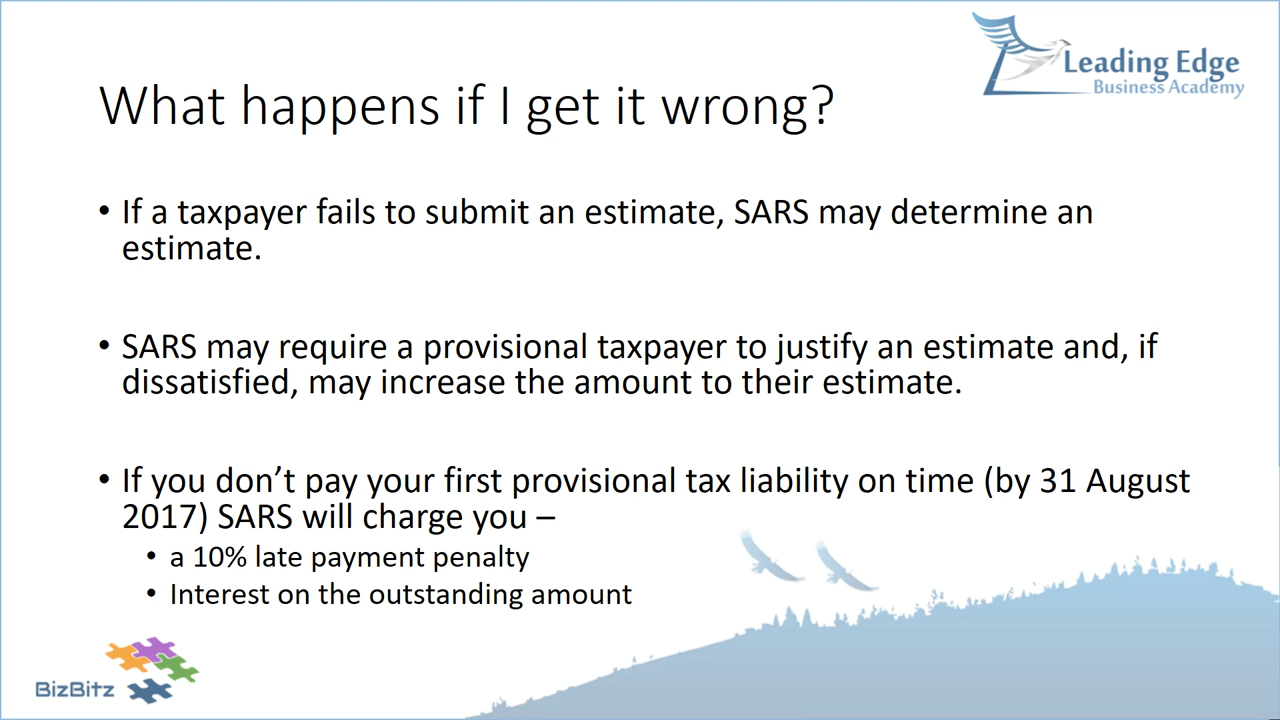 Leading Edge
Business Academy
What happens if I get it wrong?
• If a taxpayer fails to submit an estimate, SARS may determine an
estimate.
• SARS may require a provisional taxpayer to justify an estimate and, if
dissatisfied, may increase the amount to their estimate.
• If you don’t pay your first provisional tax liability on time (by 31 August
2017) SARS will charge you –
• a 10% late payment penalty
• Interest on the outstanding amount
BizBitz